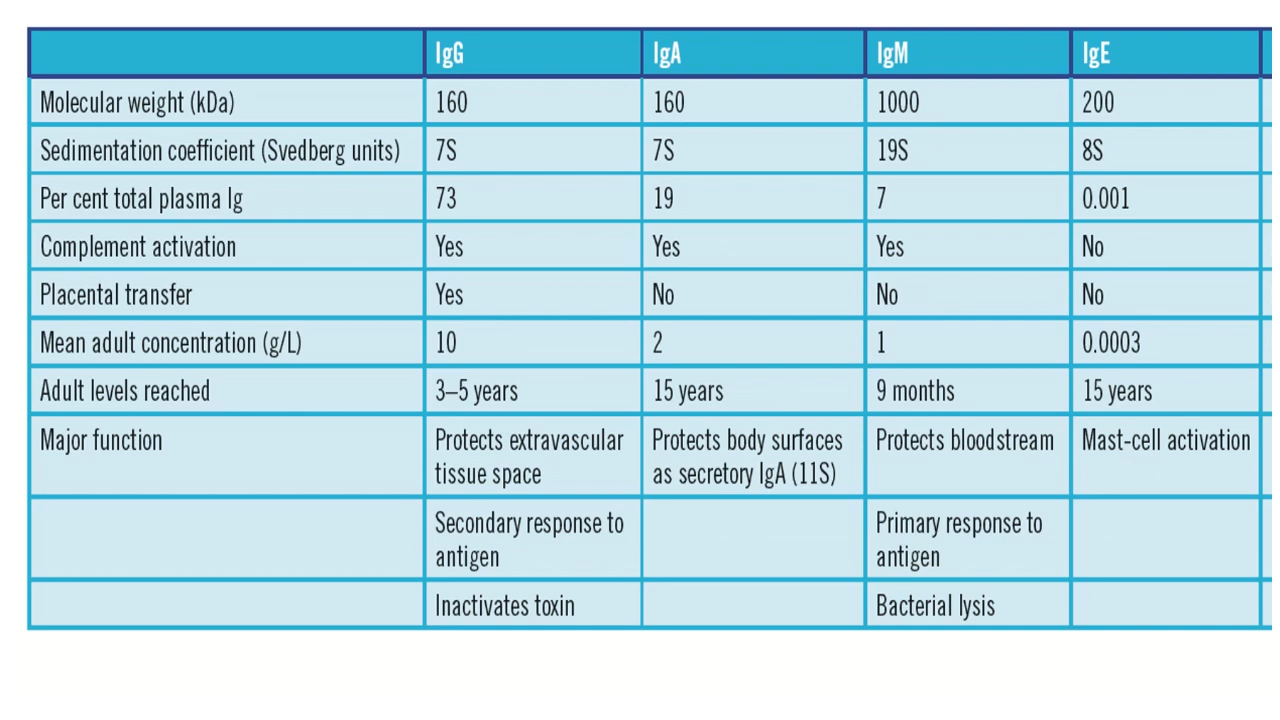 IgG IgA IgM IgE
Molecular weight (kDa) 160 160 1000 200
Sedimentation coefficient (Svedberg units) 7S 7S 19S 8S
Per cent total plasma Ig 73 19 7 0.001
Complement activation Yes Yes Yes No
Placental transfer Yes No No No
Mean adult concentration (g/L) 10 2 1 0.0003
Adult levels reached 3–5 years 15 years 9 months 15 years
Major function Protects extravascular Protects body surfaces Protects bloodstream Mast-cell activation
tissue space as secretory IgA (11S)
Secondary response to Primary response to
antigen antigen
Inactivates toxin Bacterial lysis